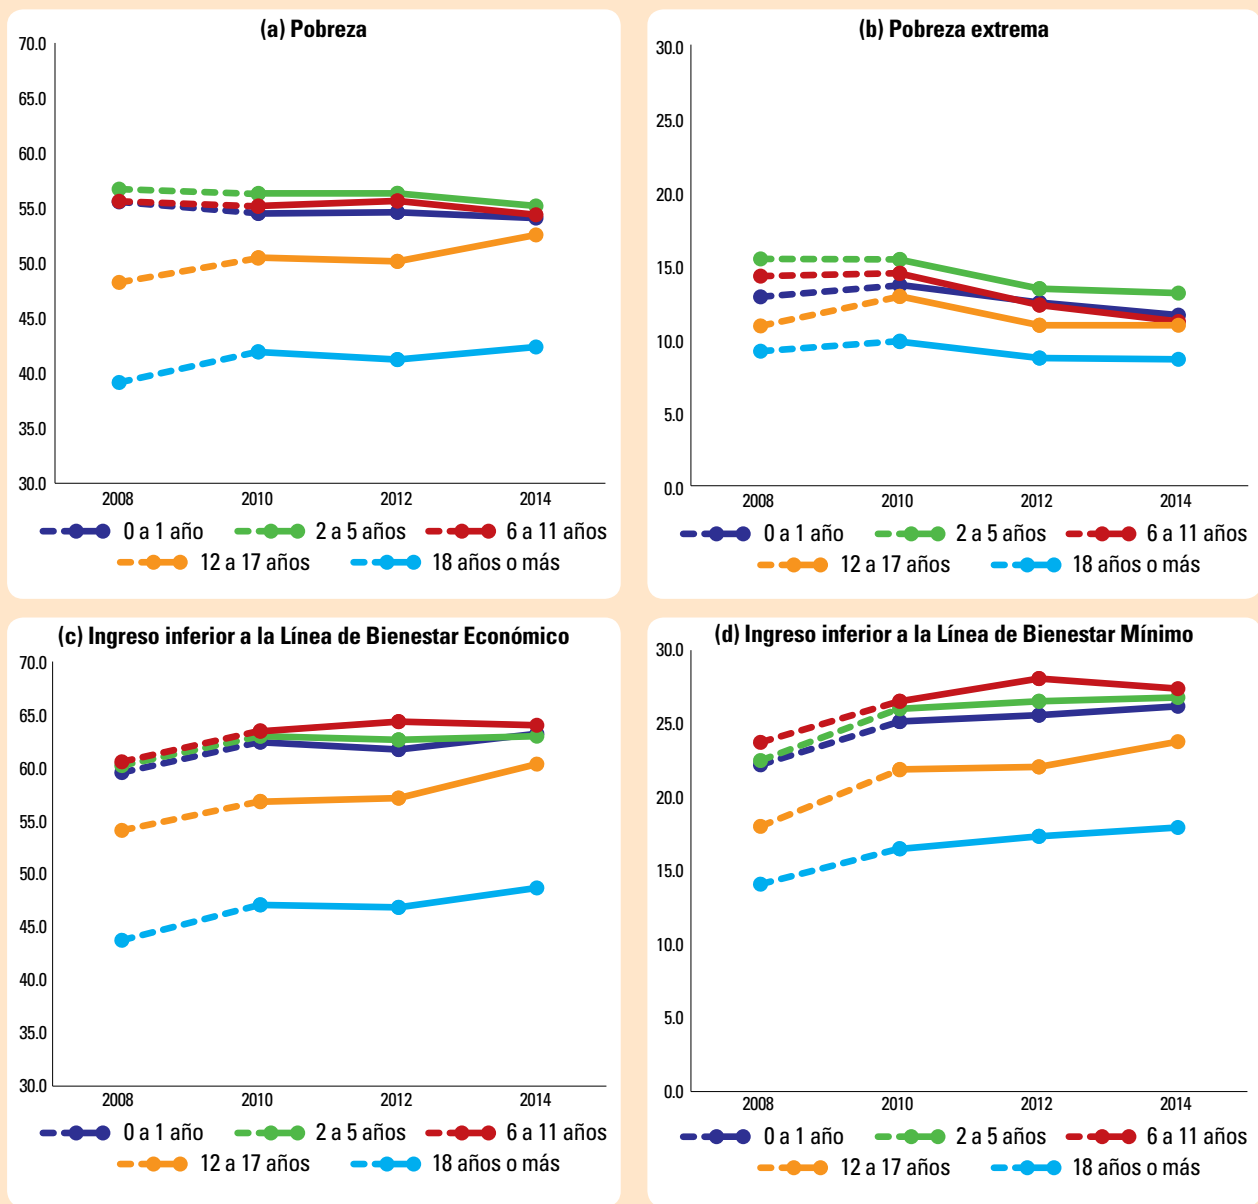 (a) Pobreza
70.0
65.0
60.0
55.0
50.0
45.0
40.0
35.0
30.0
2008 2010 2012 2014
0 a 1 año 2 a 5 años 6 a 11 años
12 a 17 años 18 años o más
(b) Pobreza extrema
30.0
25.0
20.0
15.0
10.0
5.0
0.0
2008 2010 2012 2014
0 a 1 año 2 a 5 años 6 a 11 años
12 a 17 años 18 años o más
(c) Ingreso inferior a la Línea de Bienestar Económico
70.0
65.0
60.0
55.0
50.0
45.0
40.0
35.0
30.0
2008 2010 2012 2014
0 a 1 año 2 a 5 años 6 a 11 años
12 a 17 años 18 años o más
(d) Ingreso inferior a la Línea de Bienestar Mínimo
30.0
25.0
20.0
15.0
10.0
5.0
0.0
2008 2010 2012 2014
0 a 1 año 2 a 5 años 6 a 11 años
12 a 17 años 18 años o más